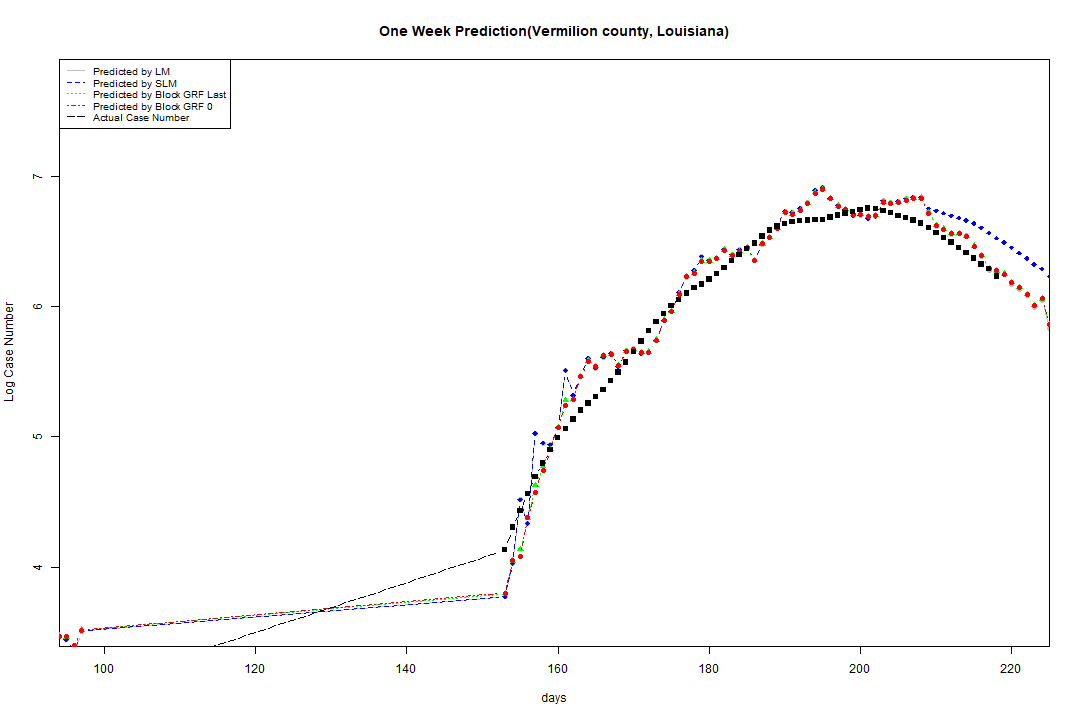 One Week Prediction(Vermilion county, Louisiana)
Predicted by LM
Predicted by SLM
Predicted by Block GRF Last
Predicted by Block GRF 0
Actual Case Number
7
6
5
4
Log Case Number
100 120 140 160 180 200 220
days